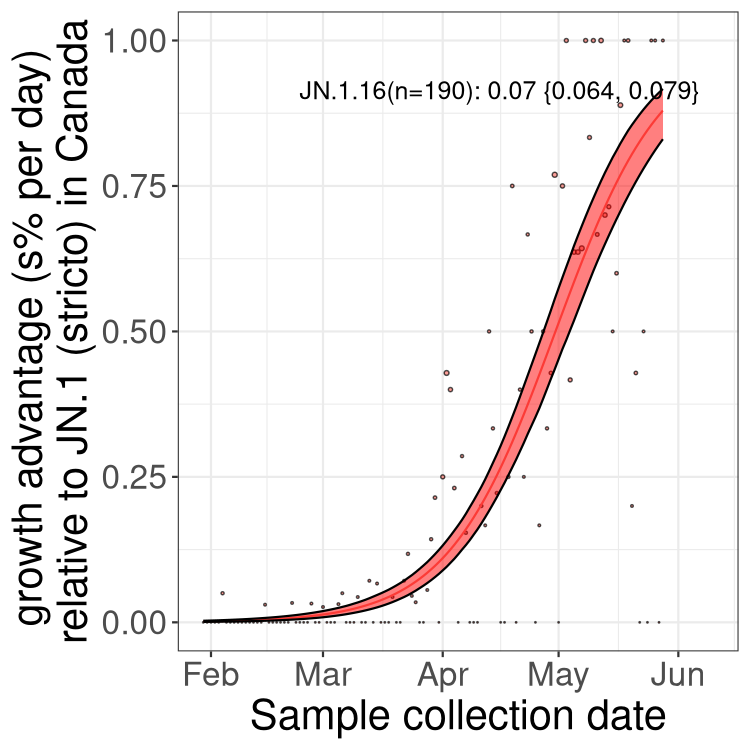 growth advantage (s% per day)
relative to JN.1 (stricto) in Canada
1.00
0.75
0.50
0.25
0.00
JN.1.16(n=190): 0.07 {0.064, 0.079}
Feb Mar Apr May Jun
Sample collection date